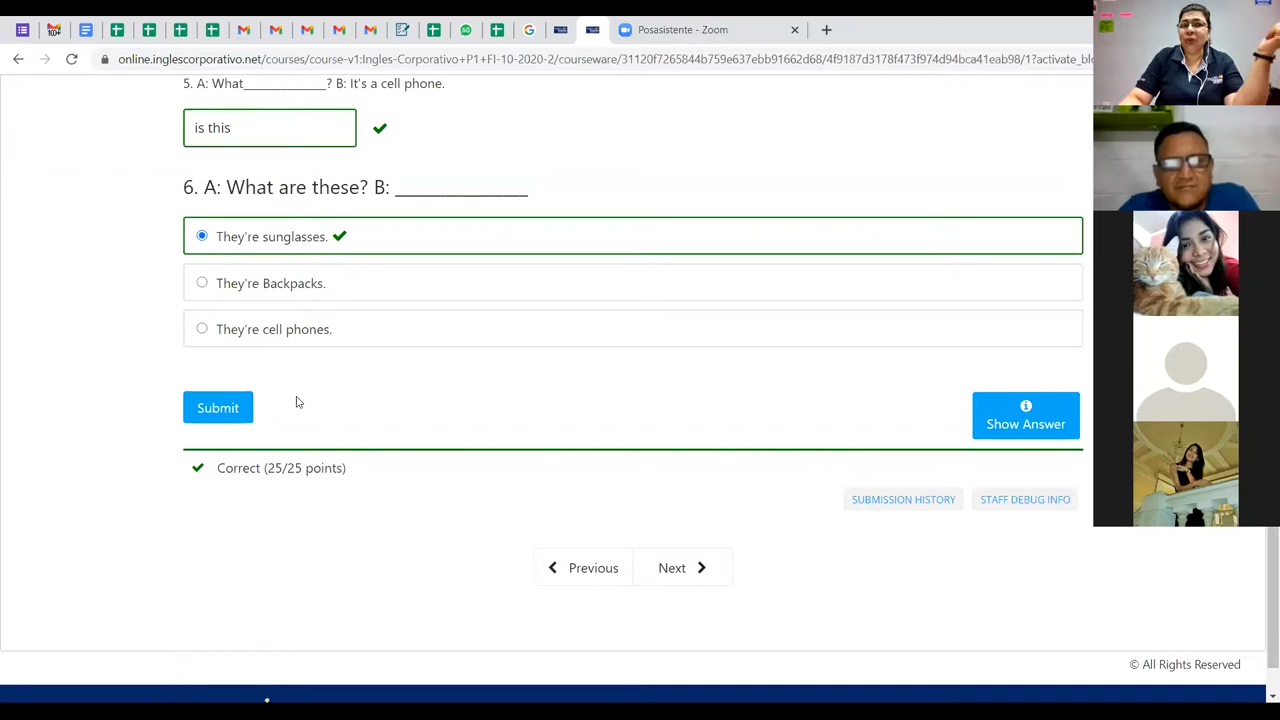 Posasistente - Zoom
online.inglescorporativo.net/courses/course-v1:Ingles-Corporativo+P1+FI-10-2020-2/courseware/31120f7265844b759e637ebb91662d68/4f9187d3178f473f974d94bca41eab98/1?activate_blo
5. A: What______________? B: It's a cell phone.
is this
6. A: What are these? B: _______________
They're sunglasses.
They're Backpacks.
They're cell phones.
Submit
Show Answer
Correct (25/25 points)
SUBMISSION HISTORY
STAFF DEBUG INFO
Previous
Next
© All Rights Reserved